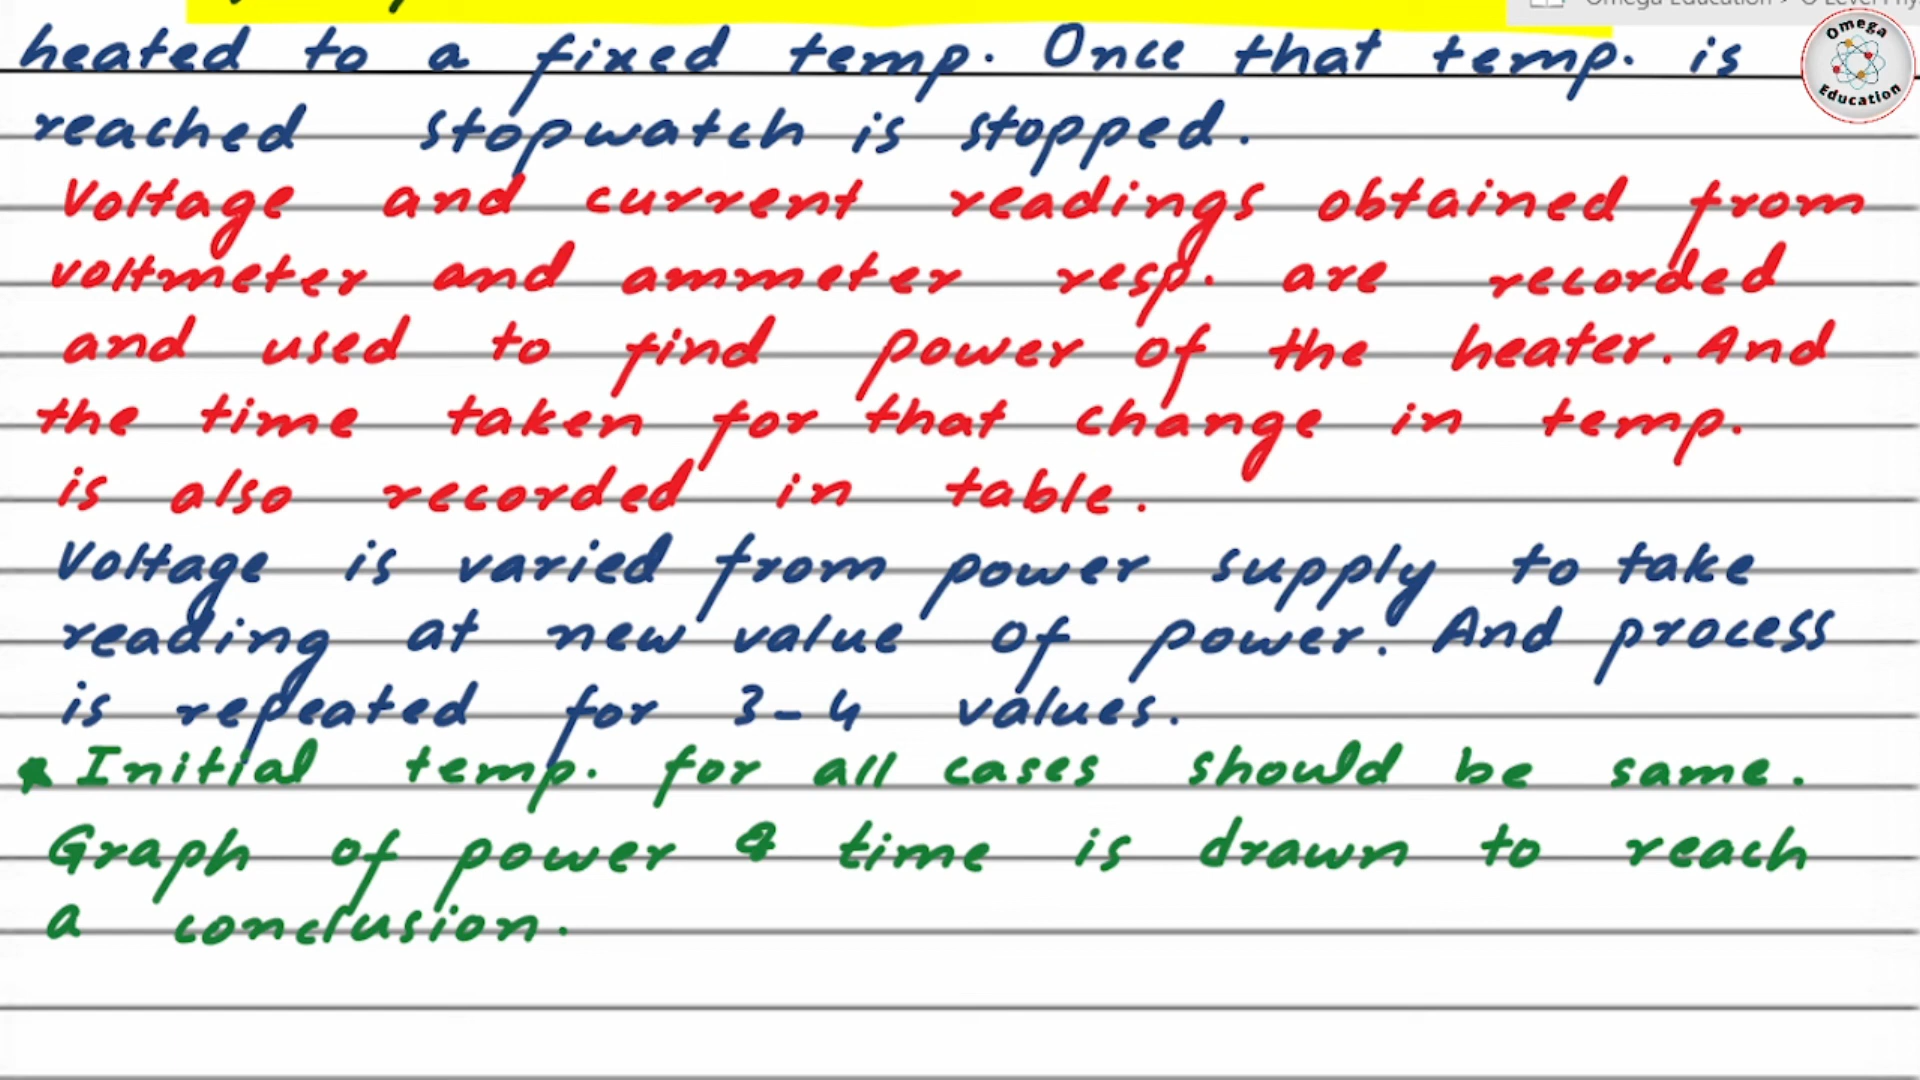 Omega Education > O Level Phy
Omega
Education
heated to a fixed temp. Once that temp. is
reached stopwatch is stopped.
Voltage and current readings obtained from
voltmeter and ammeter resp. are recorded
and used to find power of the heater. And
the time taken for that change in temp.
is also recorded in table.
Voltage is varied from power supply to take
reading at new value of power. And process
is repeated for 3-4 values.
* Initial temp. for all cases should be same.
Graph of power & time is drawn to reach
a conclusion.